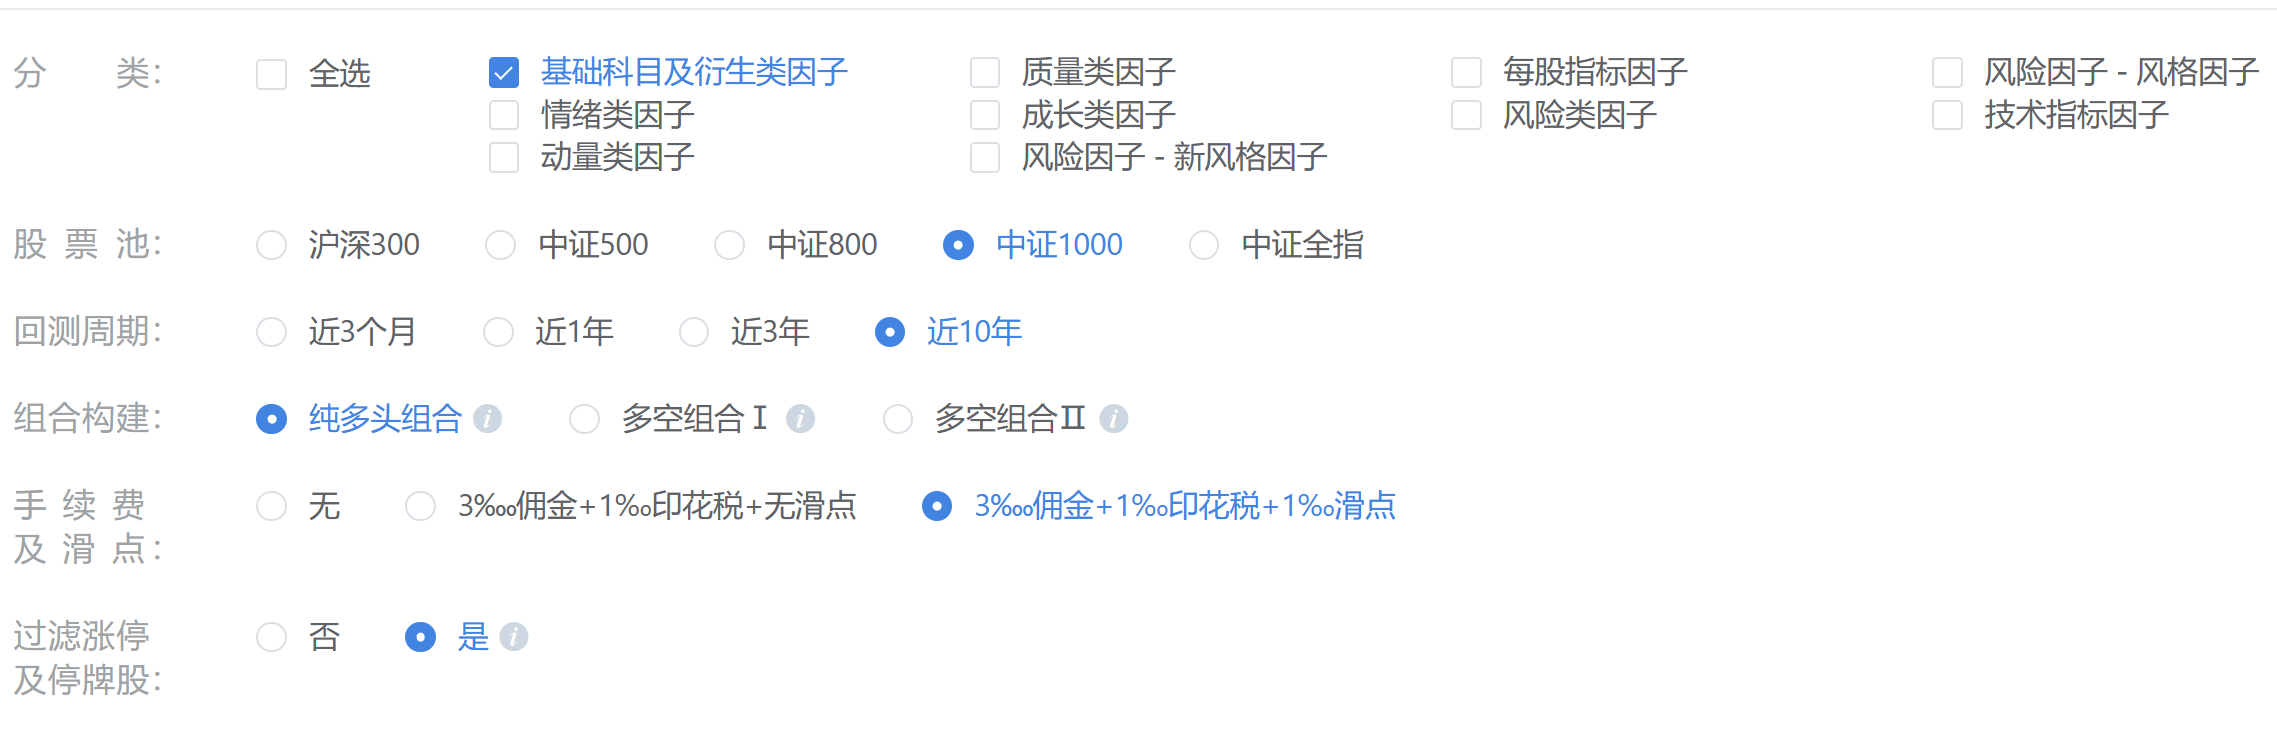 分 类： 全选 基础科目及衍生类因子 质量类因子 每股指标因子 风险因子 - 风格因子
情绪类因子 成长类因子 风险类因子 技术指标因子
动量类因子 风险因子 - 新风格因子
股 票 池： 沪深300 中证500 中证800 中证1000 中证全指
回测周期： 近3个月 近1年 近3年 近10年
组合构建： 纯多头组合 i 多空组合 I i 多空组合II i
手 续 费 无 3‱佣金+1‰印花税+无滑点 3‱佣金+1‰印花税+1‰滑点
及 滑 点：
过滤涨停 否 是 i
及停牌股：